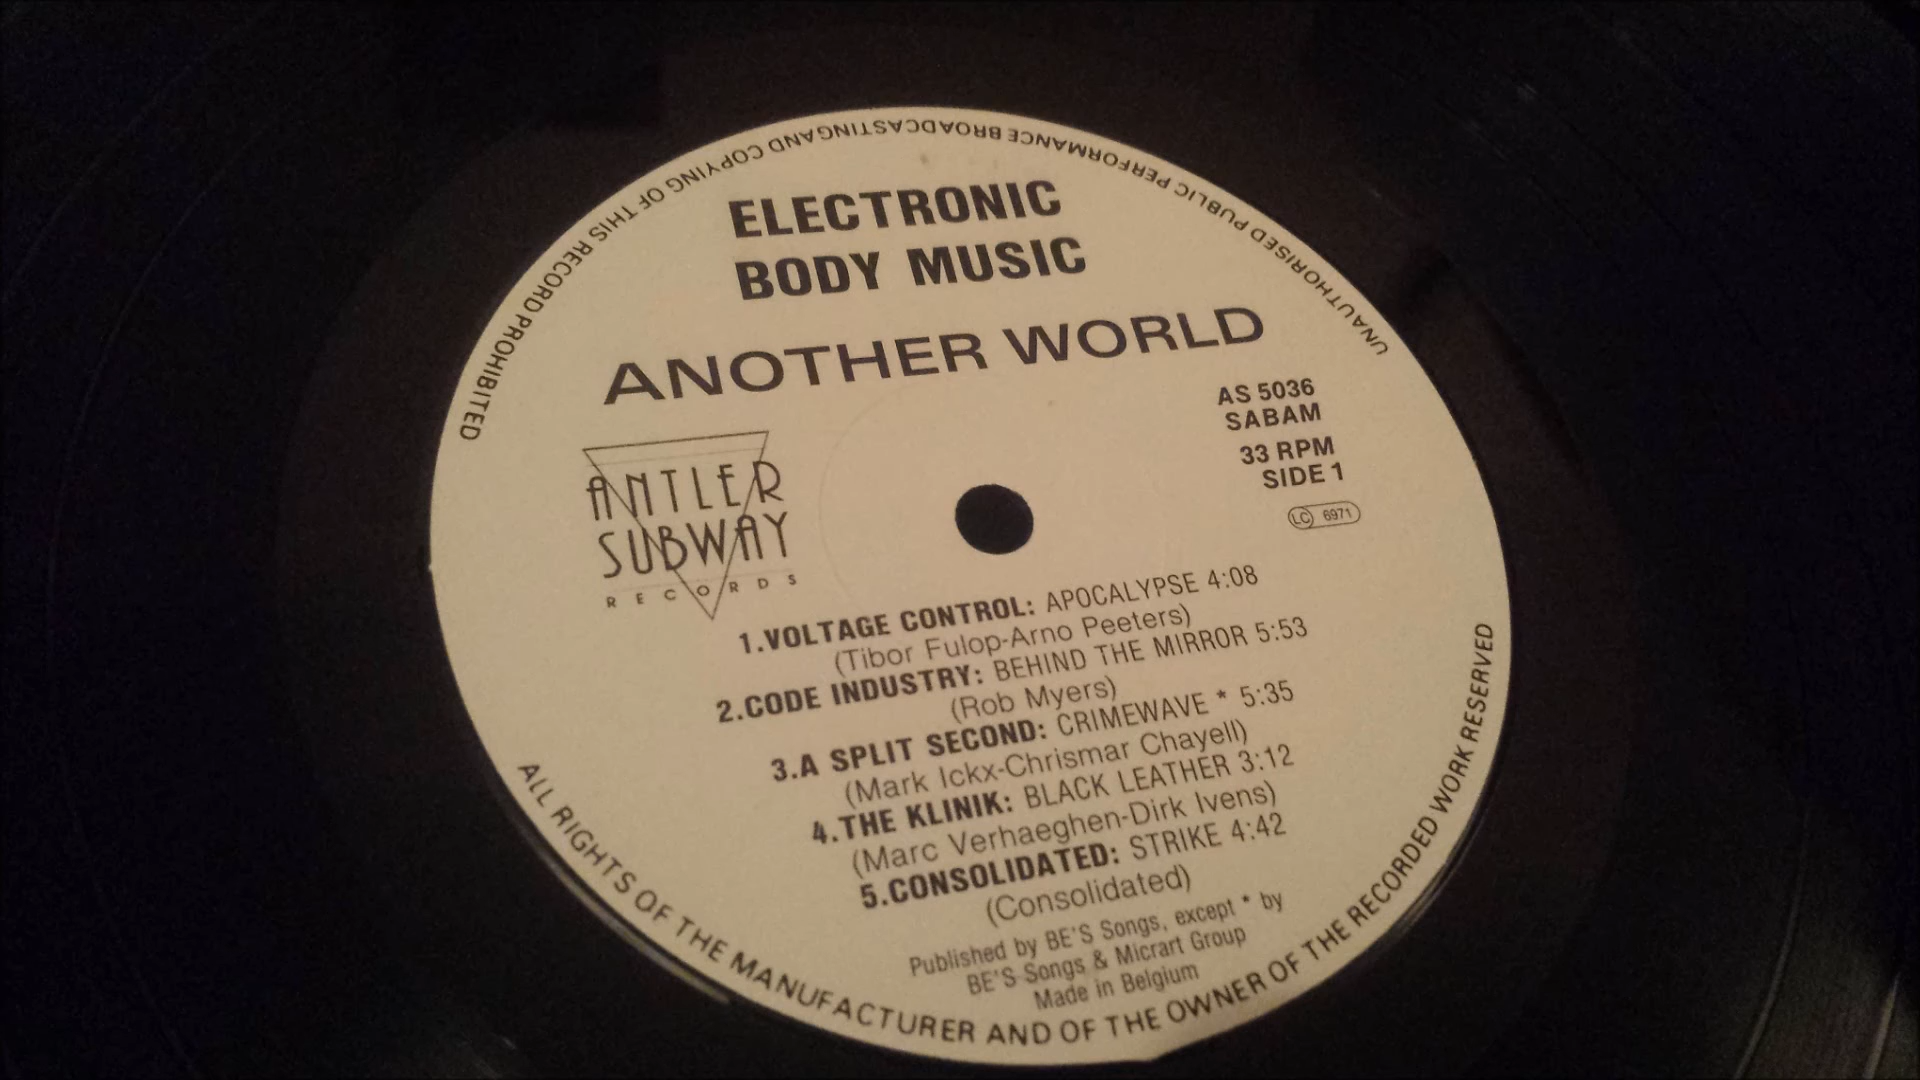 UNAUTHORISED PUBLIC PERFORMANCE BROADCASTING AND COPYING OF THIS RECORD PROHIBITED
ELECTRONIC
BODY MUSIC
ANOTHER WORLD
AS 5036
SABAM
33 RPM
SIDE 1
LC 6971
ANTLER
SUBWAY
RECORDS
1.VOLTAGE CONTROL: APOCALYPSE 4:08
(Tibor Fulop-Arno Peeters)
2.CODE INDUSTRY: BEHIND THE MIRROR 5:53
(Rob Myers)
3.A SPLIT SECOND: CRIMEWAVE * 5:35
(Mark Ickx-Chrismar Chayell)
4.THE KLINIK: BLACK LEATHER 3:12
(Marc Verhaeghen-Dirk Ivens)
5.CONSOLIDATED: STRIKE 4:42
(Consolidated)
Published by BE'S Songs, except * by
BE'S Songs & Micrart Group
Made in Belgium
ALL RIGHTS OF THE MANUFACTURER AND OF THE OWNER OF THE RECORDED WORK RESERVED